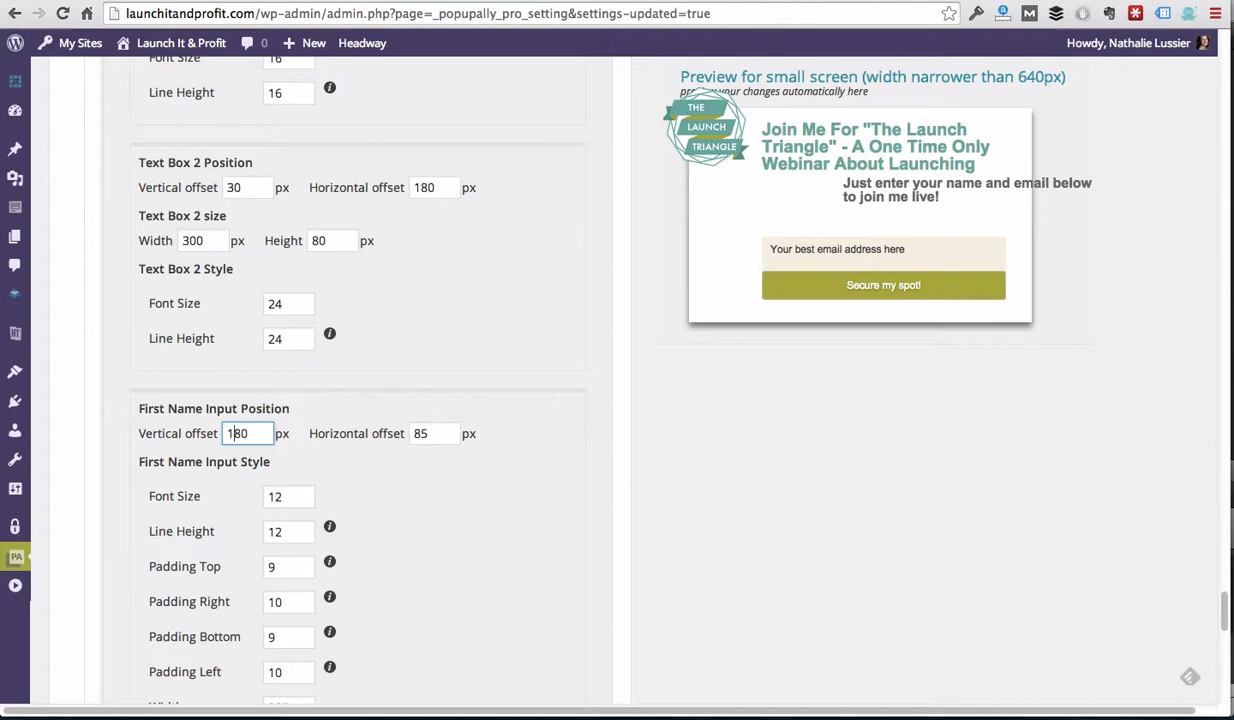 launchitandprofit.com/wp-admin/admin.php?page=_popupally_pro_setting&settings-updated=true
My Sites Launch It & Profit 0 New Headway Howdy, Nathalie Lussier
Font Size 16
Line Height 16
Text Box 2 Position
Vertical offset 30 px Horizontal offset 180 px
Text Box 2 size
Width 300 px Height 80 px
Text Box 2 Style
Font Size 24
Line Height 24
First Name Input Position
Vertical offset 180 px Horizontal offset 85 px
First Name Input Style
Font Size 12
Line Height 12
Padding Top 9
Padding Right 10
Padding Bottom 9
Padding Left 10
PA
Preview for small screen (width narrower than 640px)
your changes automatically here
THE
LAUNCH
TRIANGLE
Join Me For "The Launch
Triangle" - A One Time Only
Webinar About Launching
Just enter your name and email below
to join me live!
Your best email address here
Secure my spot!